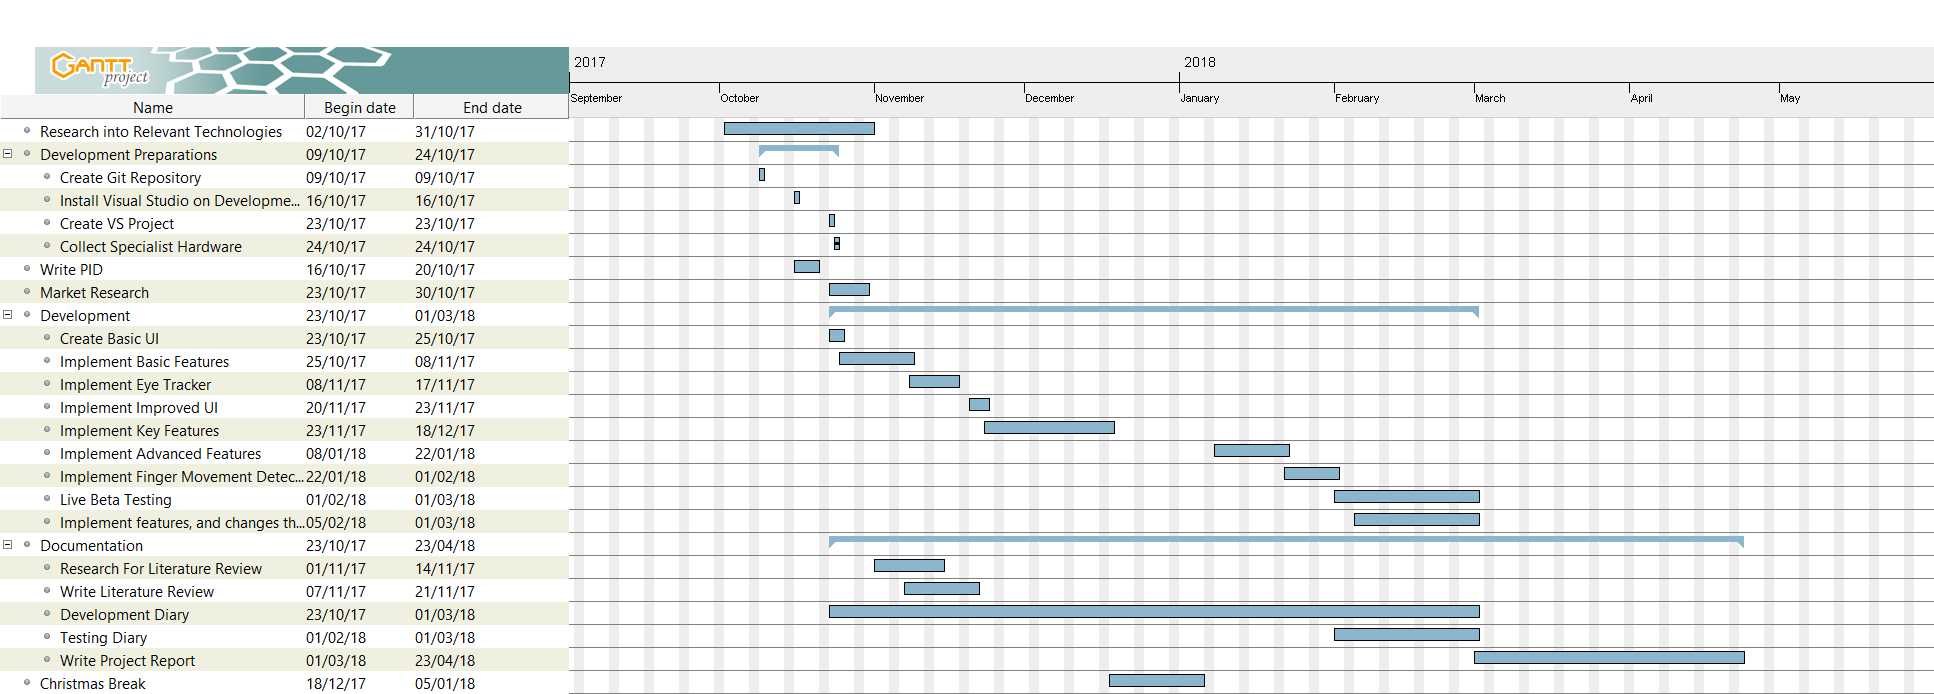 GANTT
project
2017 2018
Name Begin date End date September October November December January February March April May
Research into Relevant Technologies 02/10/17 31/10/17
Development Preparations 09/10/17 24/10/17
Create Git Repository 09/10/17 09/10/17
Install Visual Studio on Developme... 16/10/17 16/10/17
Create VS Project 23/10/17 23/10/17
Collect Specialist Hardware 24/10/17 24/10/17
Write PID 16/10/17 20/10/17
Market Research 23/10/17 30/10/17
Development 23/10/17 01/03/18
Create Basic UI 23/10/17 25/10/17
Implement Basic Features 25/10/17 08/11/17
Implement Eye Tracker 08/11/17 17/11/17
Implement Improved UI 20/11/17 23/11/17
Implement Key Features 23/11/17 18/12/17
Implement Advanced Features 08/01/18 22/01/18
Implement Finger Movement Detec... 22/01/18 01/02/18
Live Beta Testing 01/02/18 01/03/18
Implement features, and changes th... 05/02/18 01/03/18
Documentation 23/10/17 23/04/18
Research For Literature Review 01/11/17 14/11/17
Write Literature Review 07/11/17 21/11/17
Development Diary 23/10/17 01/03/18
Testing Diary 01/02/18 01/03/18
Write Project Report 01/03/18 23/04/18
Christmas Break 18/12/17 05/01/18